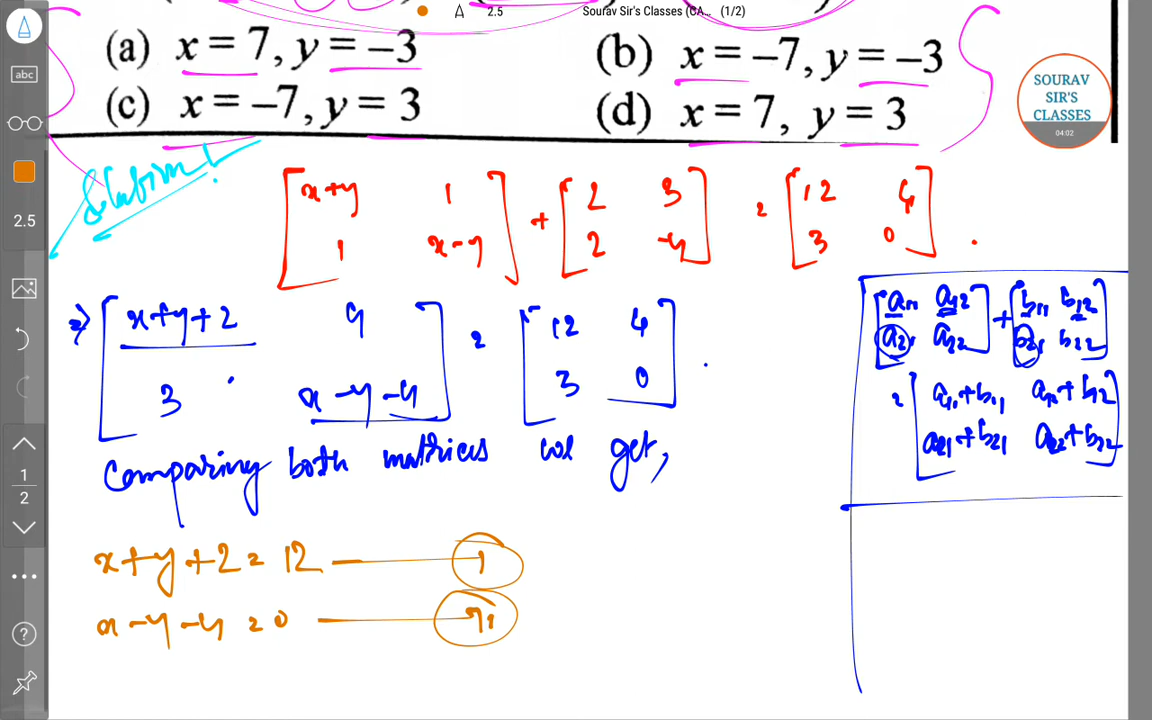 2.5 Sourav Sir's Classes (CA... (1/2)
(a) x = 7, y = −3 (b) x = −7, y = −3
(c) x = −7, y = 3 (d) x = 7, y = 3
SOURAV
SIR'S
CLASSES
04:02
abc
2.5
1
2
Solution:
[x+y 1] + [2 3] = [12 4]
[1 x-y] [2 -4] [3 0].
⇒ [x+y+2 4] = [12 4]
[3 x-y-4] [3 0].
Comparing both matrices we get,
x+y+2 = 12 — 1
x-y-4 = 0 —
[a11 a12] + [b11 b12]
[a21 a22] [b21 b22]
= [a11+b11 a12+b12]
[a21+b21 a22+b22]